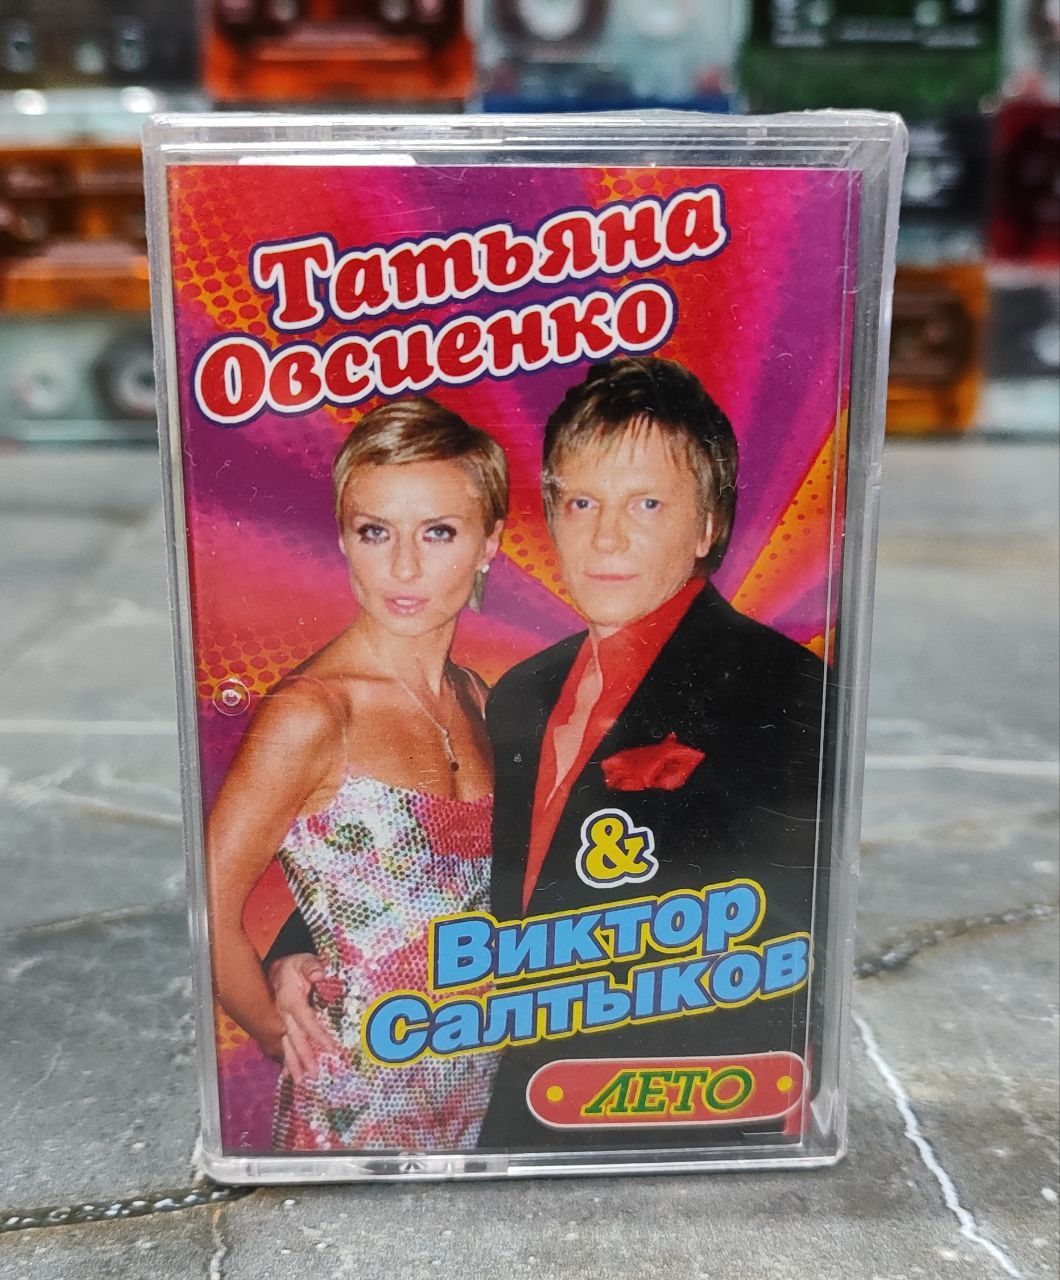 Татьяна
Овсиенко
&
Виктор
Салтыков
ЛЕТО